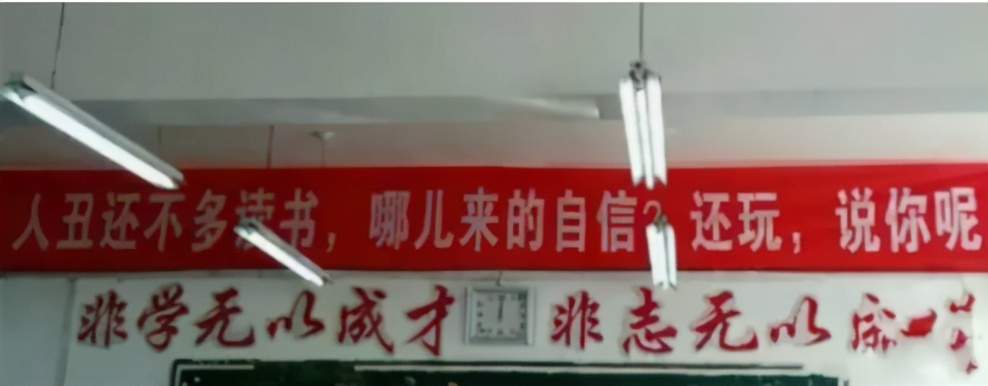 人丑还不多读书，哪儿来的自信？还玩，说你呢
非学无以成才 非志无以